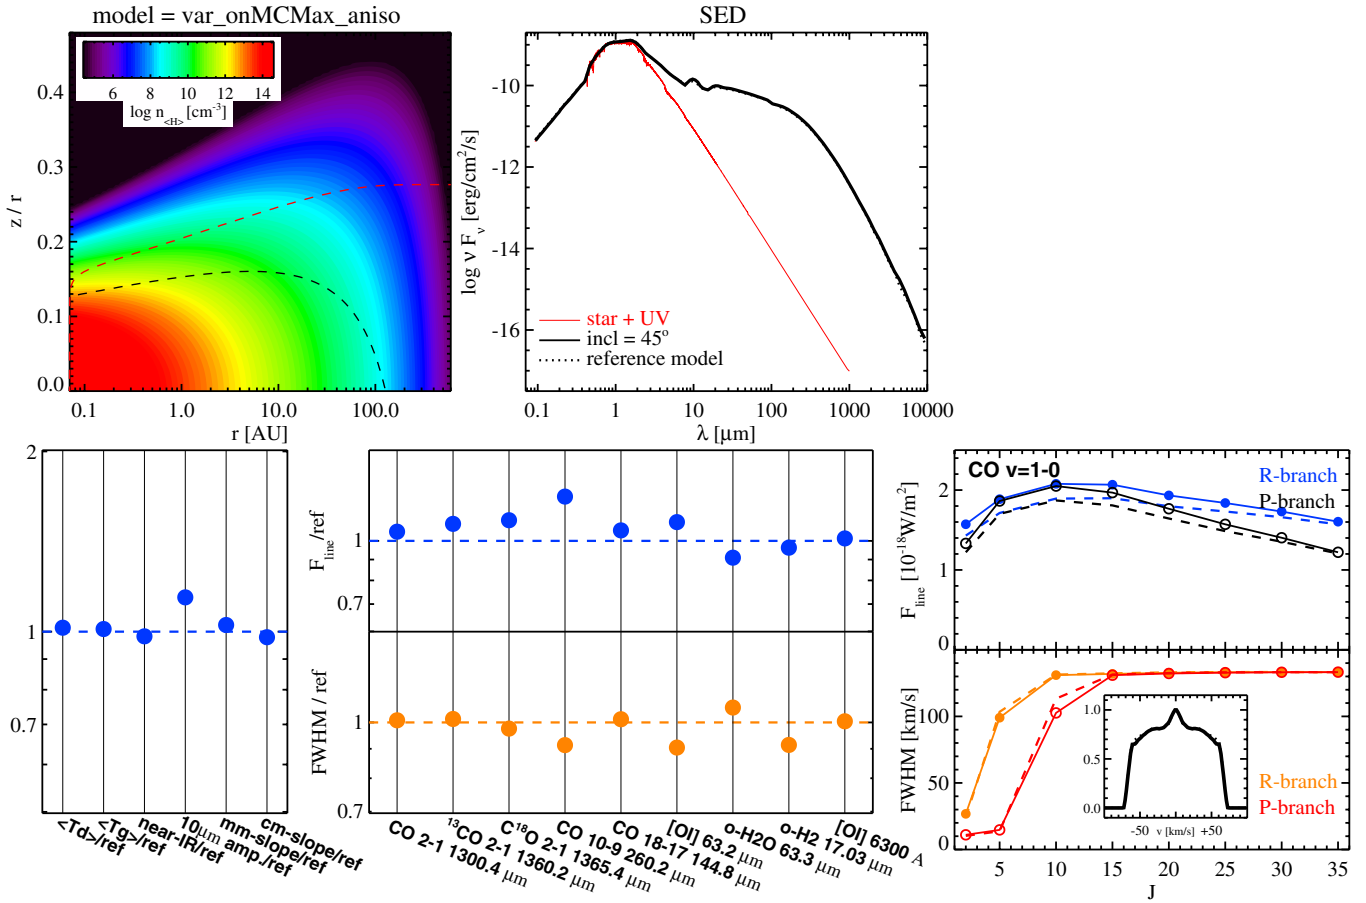 model = var_onMCMax_aniso
SED
6 8 10 12 14
log n<H> [cm-3]
0.4
0.3
0.2
0.1
0.0
z / r
0.1 1.0 10.0 100.0
r [AU]
-10
-12
-14
-16
log ν Fν [erg/cm2/s]
star + UV
incl = 45o
reference model
0.1 1 10 100 1000 10000
λ [μm]
2
1
0.7
<Td>/ref
<Tg>/ref
near-IR/ref
10μm amp./ref
mm-slope/ref
cm-slope/ref
1
0.7
Fline/ref
1
0.7
FWHM / ref
CO 2-1 1300.4 μm
13CO 2-1 1360.2 μm
C18O 2-1 1365.4 μm
CO 10-9 260.2 μm
CO 18-17 144.8 μm
[OI] 63.2 μm
o-H2O 63.3 μm
o-H2 17.03 μm
[OI] 6300 A
CO v=1-0
R-branch
P-branch
2
1
0
Fline [10-18W/m2]
100
50
0
FWHM [km/s]
1.0
0.5
0.0
-50 v [km/s] +50
R-branch
P-branch
5 10 15 20 25 30 35
J